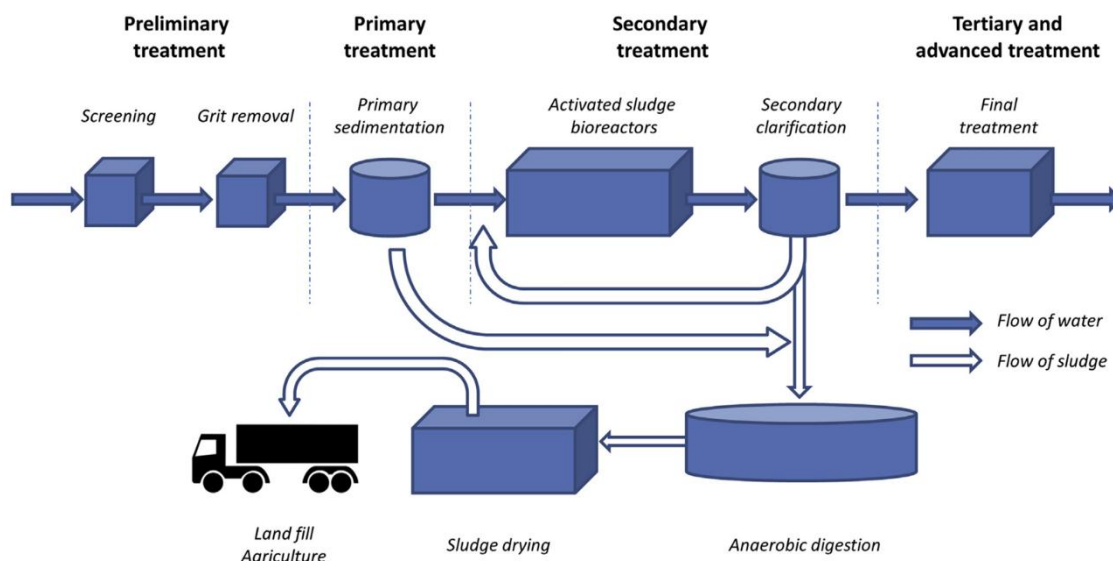 Preliminary
treatment
Primary
treatment
Secondary
treatment
Tertiary and
advanced treatment
Screening
Grit removal
Primary
sedimentation
Activated sludge
bioreactors
Secondary
clarification
Final
treatment
Flow of water
Flow of sludge
Land fill
Agriculture
Sludge drying
Anaerobic digestion